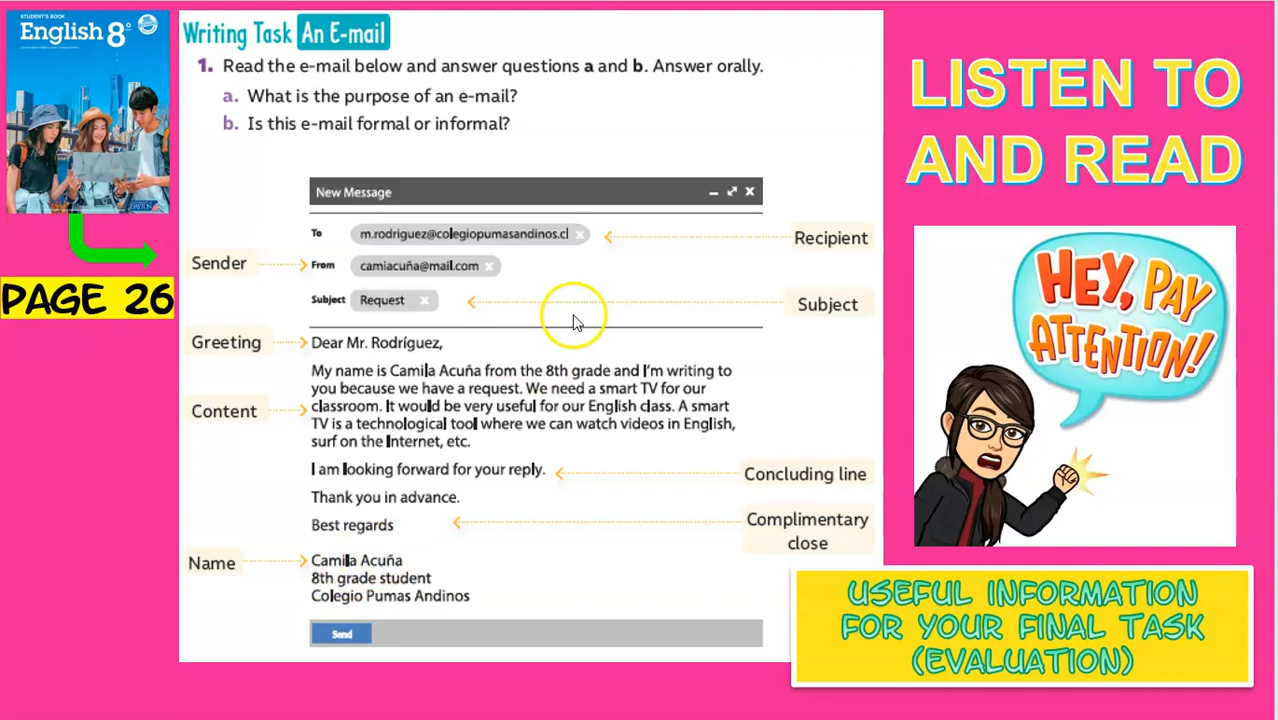 STUDENT'S BOOK
English 8°
PAGE 26
Writing Task An E-mail
1. Read the e-mail below and answer questions a and b. Answer orally.
a. What is the purpose of an e-mail?
b. Is this e-mail formal or informal?
New Message
To m.rodriguez@colegiopumasandinos.cl
Recipient
Sender
From camiacuña@mail.com
Subject Request
Subject
Greeting
Dear Mr. Rodríguez,
Content
My name is Camila Acuña from the 8th grade and I'm writing to
you because we have a request. We need a smart TV for our
classroom. It would be very useful for our English class. A smart
TV is a technological tool where we can watch videos in English,
surf on the Internet, etc.
I am looking forward for your reply.
Concluding line
Thank you in advance.
Best regards
Complimentary
close
Name
Camila Acuña
8th grade student
Colegio Pumas Andinos
Send
LISTEN TO
AND READ
HEY, PAY
ATTENTION!
USEFUL INFORMATION
FOR YOUR FINAL TASK
(EVALUATION)